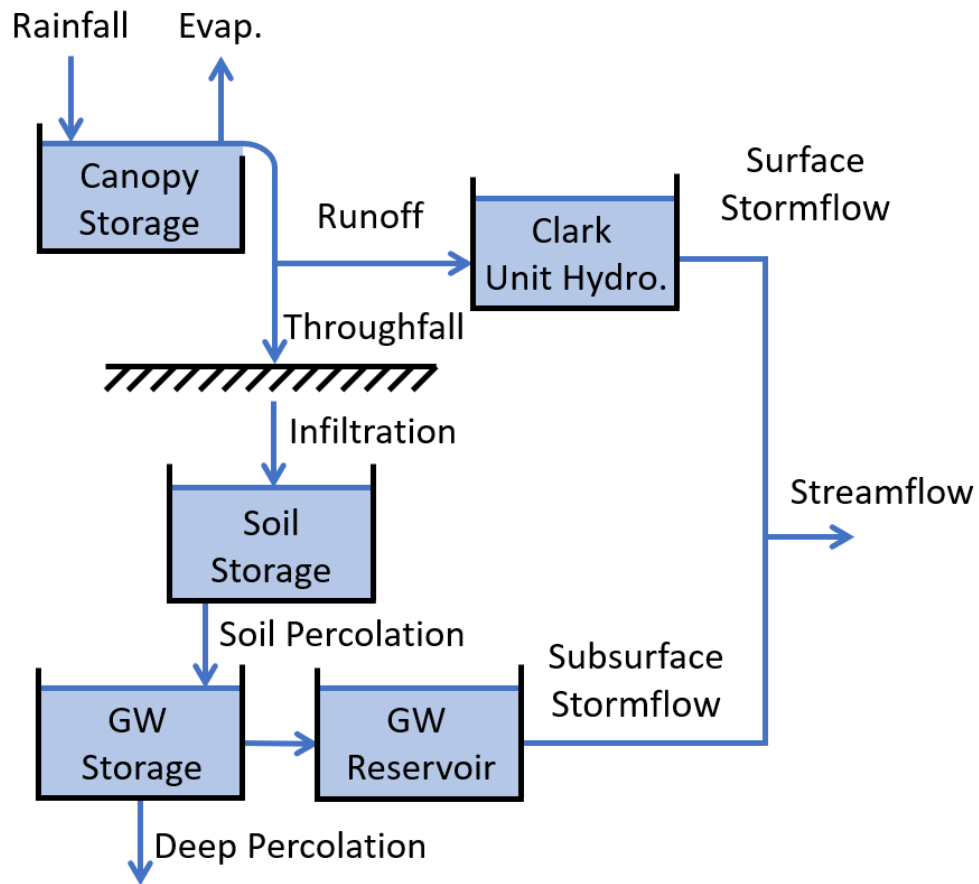 Rainfall
Evap.
Canopy
Storage
Runoff
Clark
Unit Hydro.
Surface
Stormflow
Throughfall
Infiltration
Soil
Storage
Streamflow
Soil Percolation
GW
Storage
GW
Reservoir
Subsurface
Stormflow
Deep Percolation